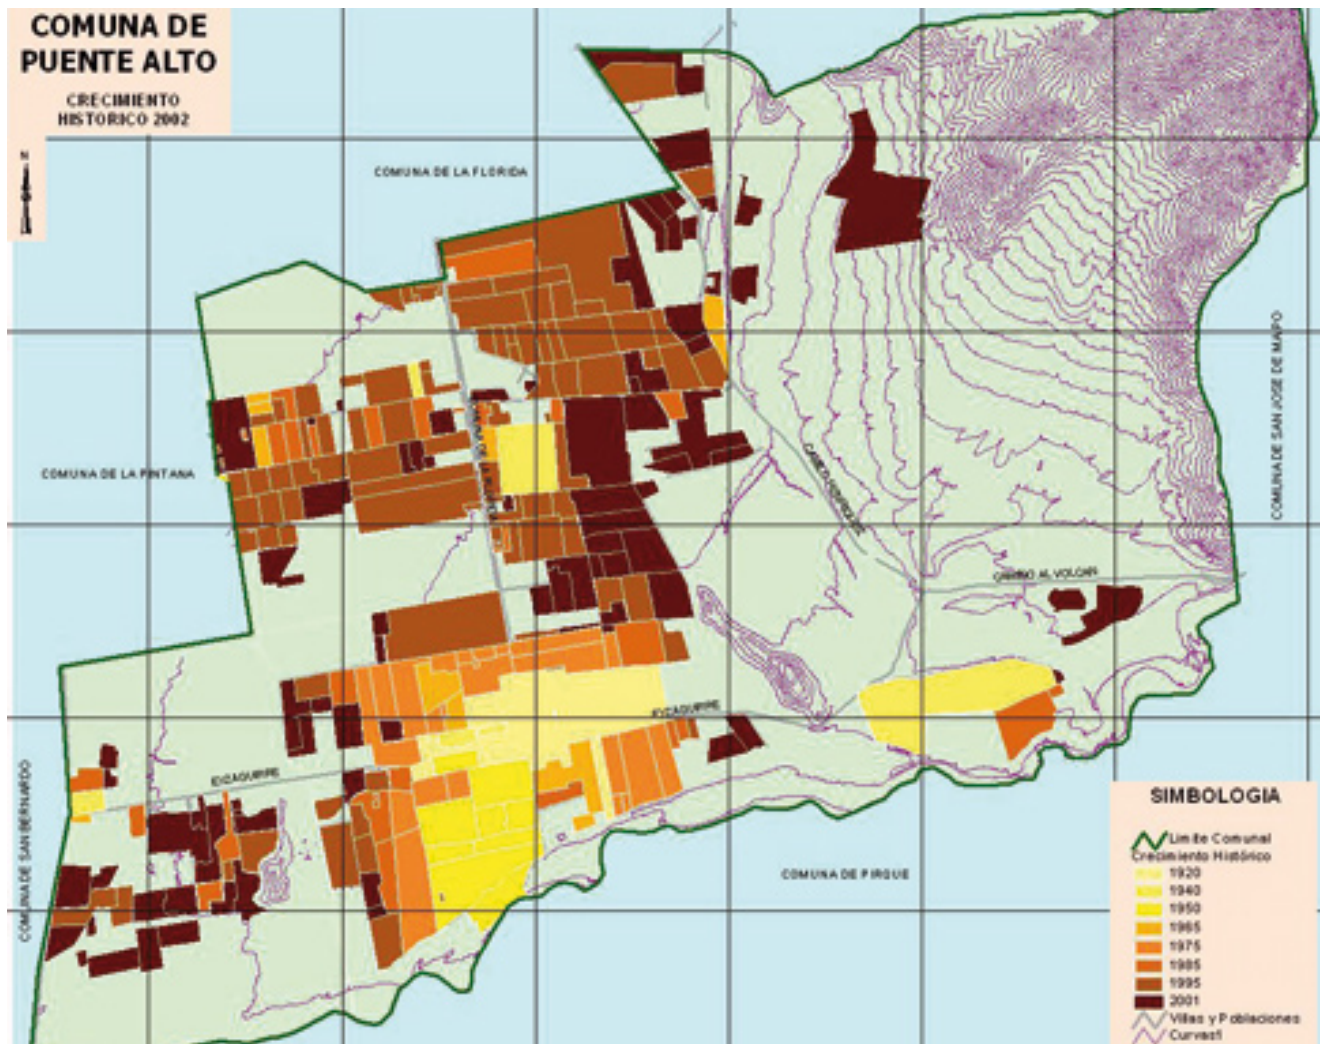 COMUNA DE
PUENTE ALTO
CRECIMIENTO
HISTORICO 2002
N
COMUNA DE LA FLORIDA
COMUNA DE LA PINTANA
COMUNA DE SAN JOSE DE MAIPO
CAMINO AL VOLCAN
EYZAGUIRRE
EYZAGUIRRE
COMUNA DE SAN BERNARDO
COMUNA DE PIRQUE
SIMBOLOGIA
Limite Comunal
Crecimiento Histórico
1920
1940
1950
1965
1975
1985
1995
2001
Villas y Poblaciones
Curvas1